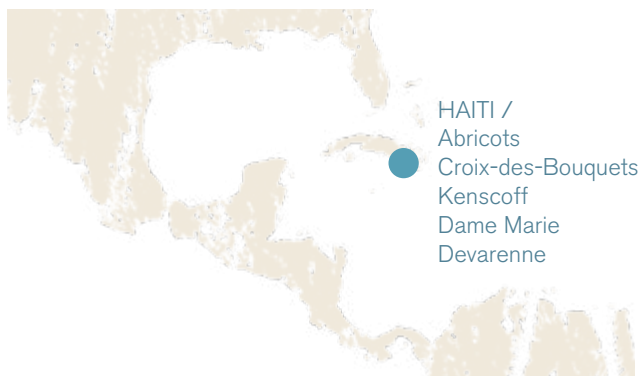 HAITI /
Abricots
Croix-des-Bouquets
Kenscoff
Dame Marie
Devarenne